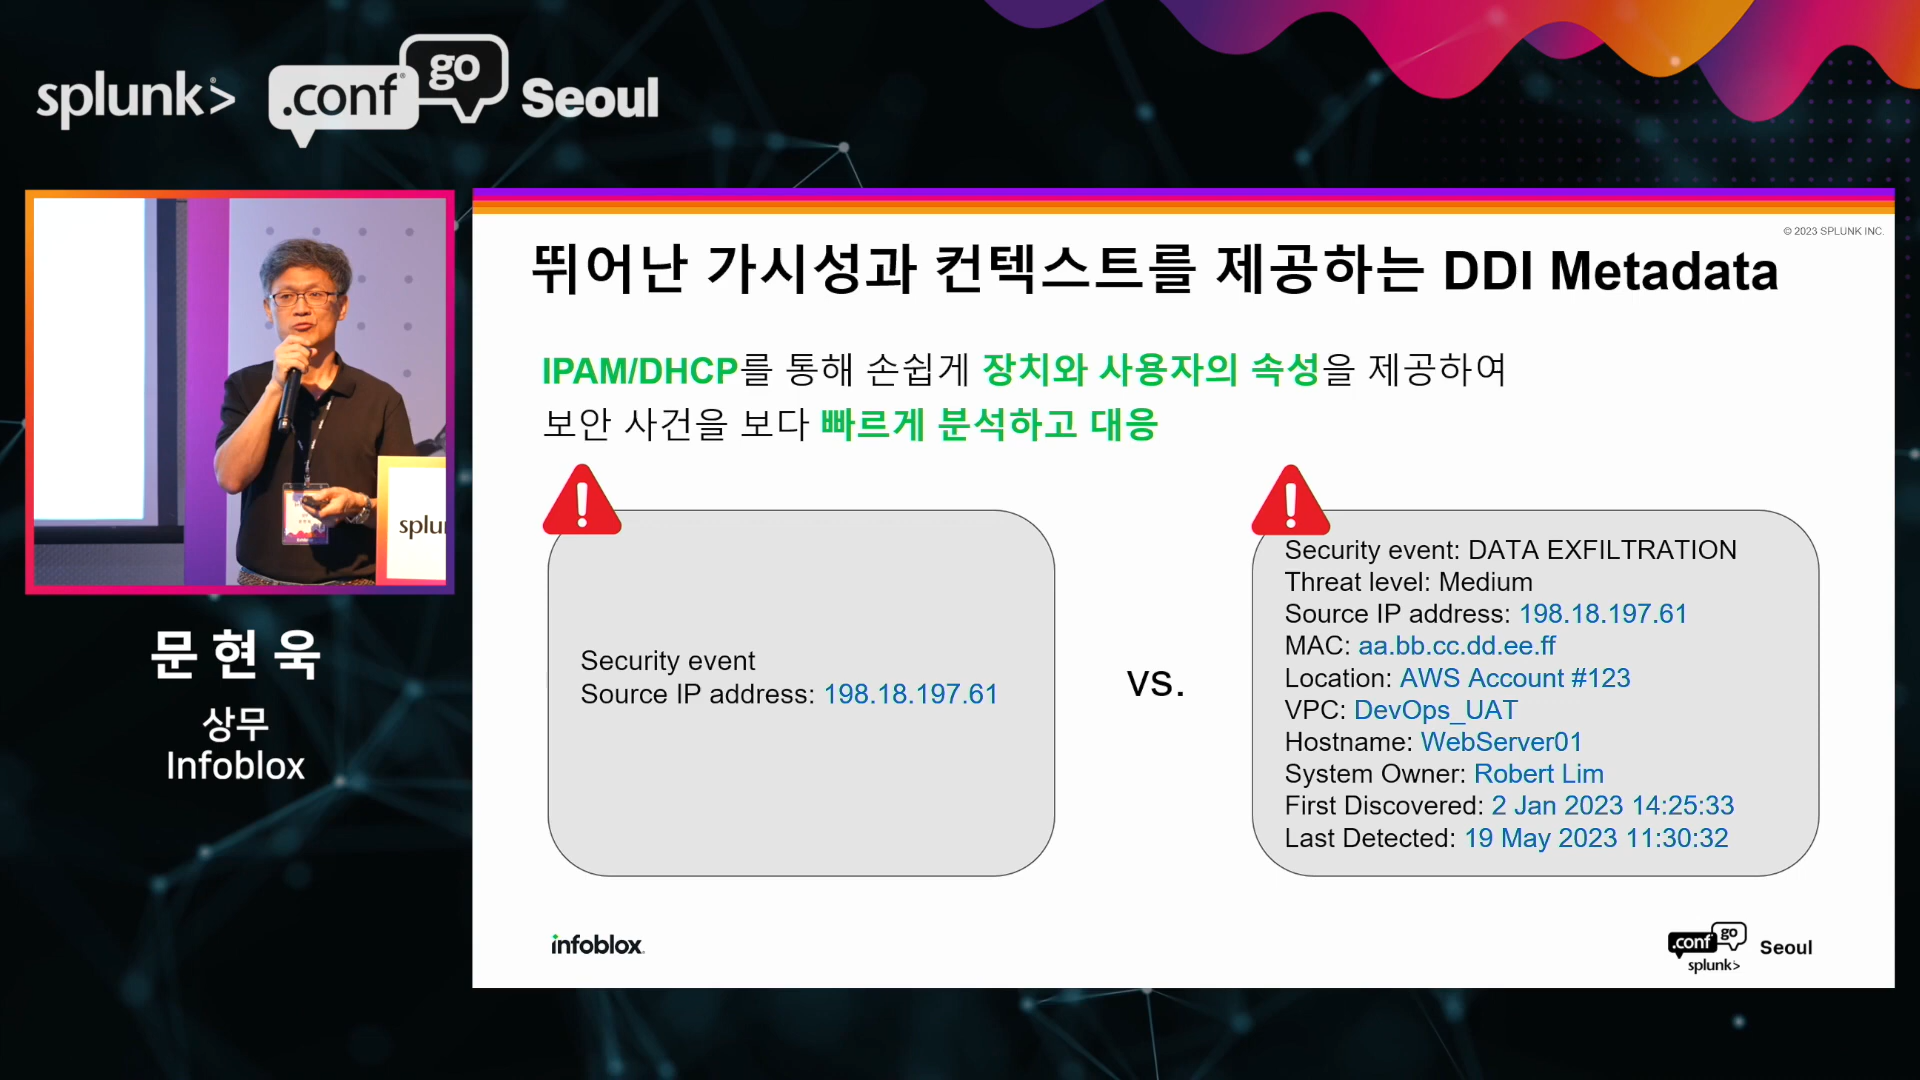 splunk> .conf go Seoul
© 2023 SPLUNK INC.
뛰어난 가시성과 컨텍스트를 제공하는 DDI Metadata
IPAM/DHCP를 통해 손쉽게 장치와 사용자의 속성을 제공하여
보안 사건을 보다 빠르게 분석하고 대응
Security event
Source IP address: 198.18.197.61
vs.
Security event: DATA EXFILTRATION
Threat level: Medium
Source IP address: 198.18.197.61
MAC: aa.bb.cc.dd.ee.ff
Location: AWS Account #123
VPC: DevOps_UAT
Hostname: WebServer01
System Owner: Robert Lim
First Discovered: 2 Jan 2023 14:25:33
Last Detected: 19 May 2023 11:30:32
infoblox
.conf go Seoul
splunk>
splu
문 현 욱
상무
Infoblox